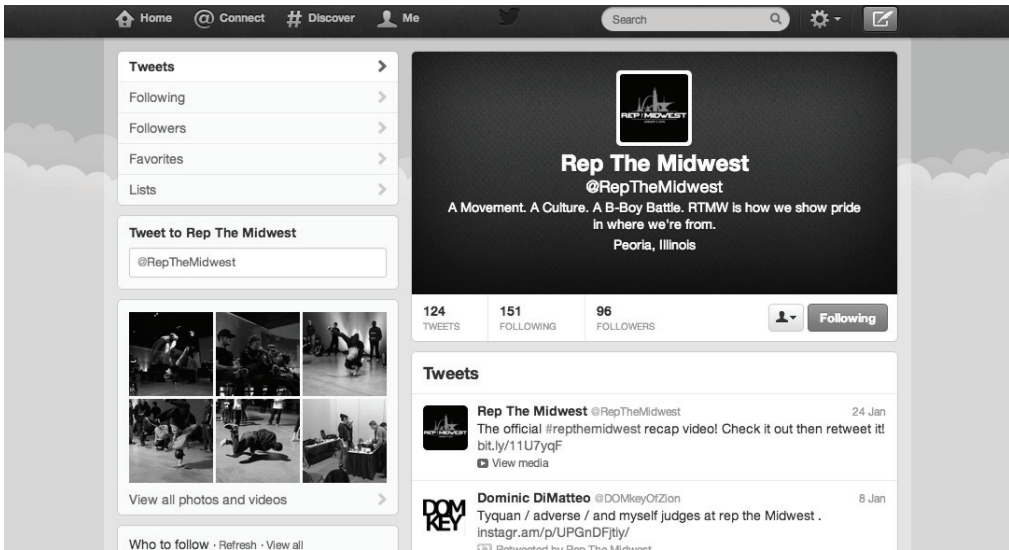 Home @ Connect # Discover Me Search
Tweets
Following
Followers
Favorites
Lists
Tweet to Rep The Midwest
@RepTheMidwest
View all photos and videos
Who to follow · Refresh · View all
REP THE MIDWEST
Rep The Midwest
@RepTheMidwest
A Movement. A Culture. A B-Boy Battle. RTMW is how we show pride
in where we're from.
Peoria, Illinois
124 151 96
TWEETS FOLLOWING FOLLOWERS
Following
Tweets
Rep The Midwest @RepTheMidwest 24 Jan
The official #repthemidwest recap video! Check it out then retweet it!
bit.ly/11U7yqF
View media
DOM
KEY
Dominic DiMatteo @DOMkeyOfZion 8 Jan
Tyquan / adverse / and myself judges at rep the Midwest .
instagr.am/p/UPGnDFjtiy/
Retweeted by Rep The Midwest